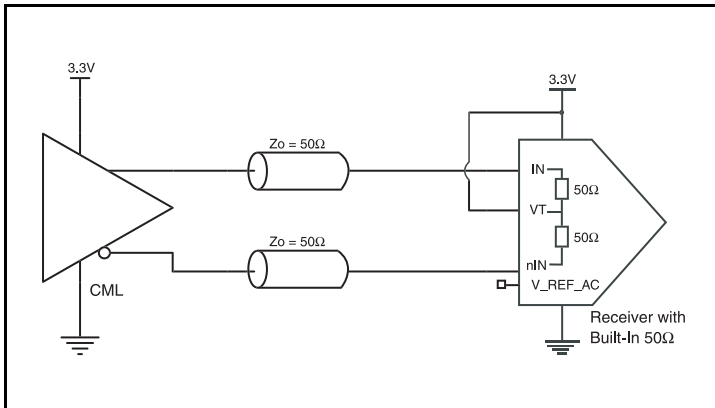 3.3V
3.3V
Zo = 50Ω
IN
50Ω
VT
50Ω
Zo = 50Ω
nIN
V_REF_AC
CML
Receiver with
Built-In 50Ω